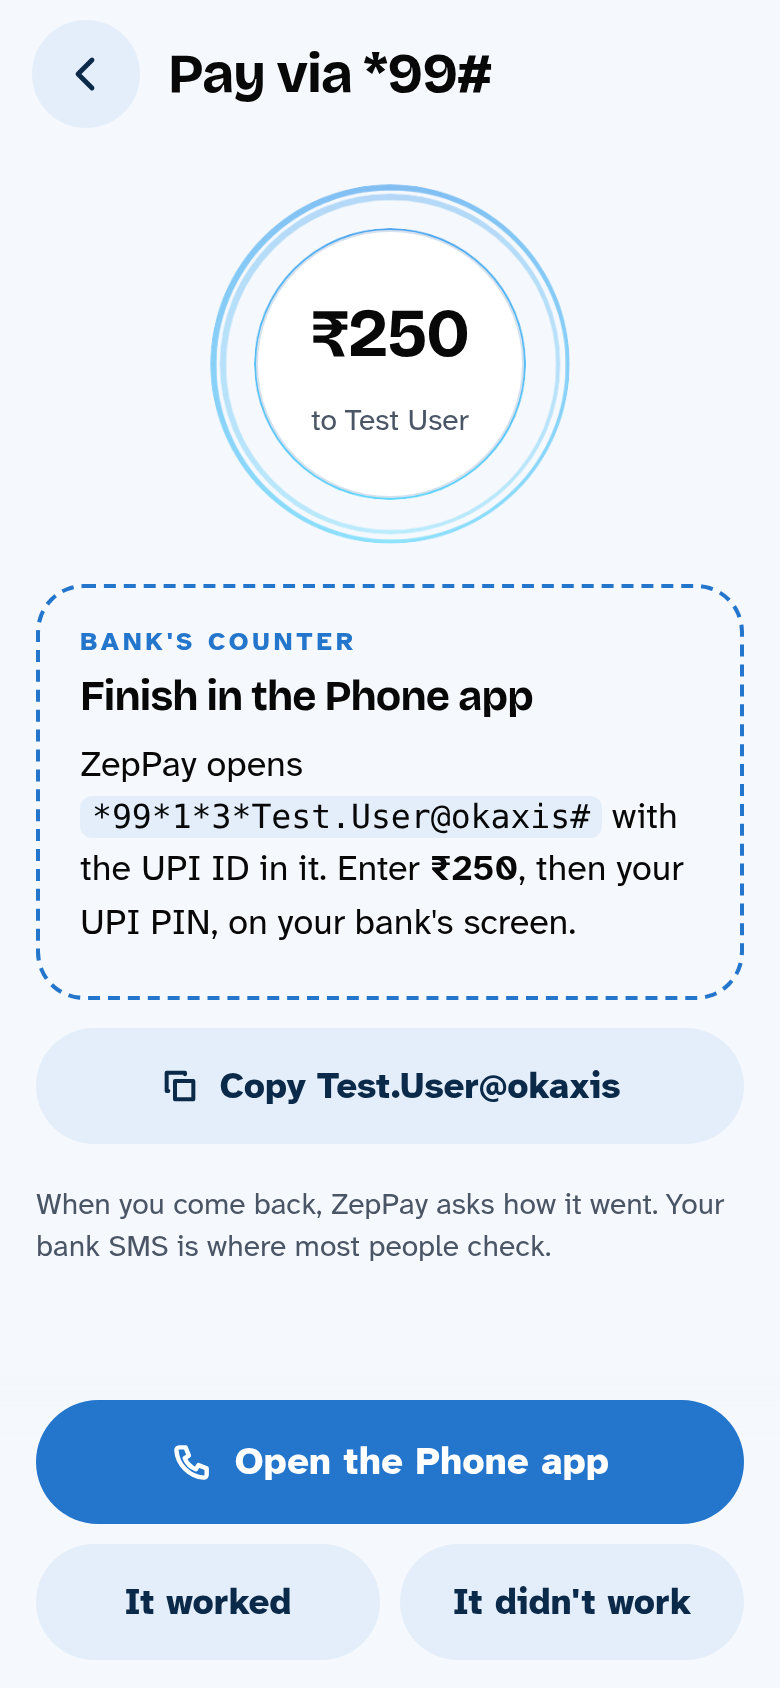 Pay via *99#
₹250
to Test User
BANK'S COUNTER
Finish in the Phone app
ZepPay opens
*99*1*3*Test.User@okaxis# with
the UPI ID in it. Enter ₹250, then your
UPI PIN, on your bank's screen.
Copy Test.User@okaxis
When you come back, ZepPay asks how it went. Your
bank SMS is where most people check.
Open the Phone app
It worked
It didn't work